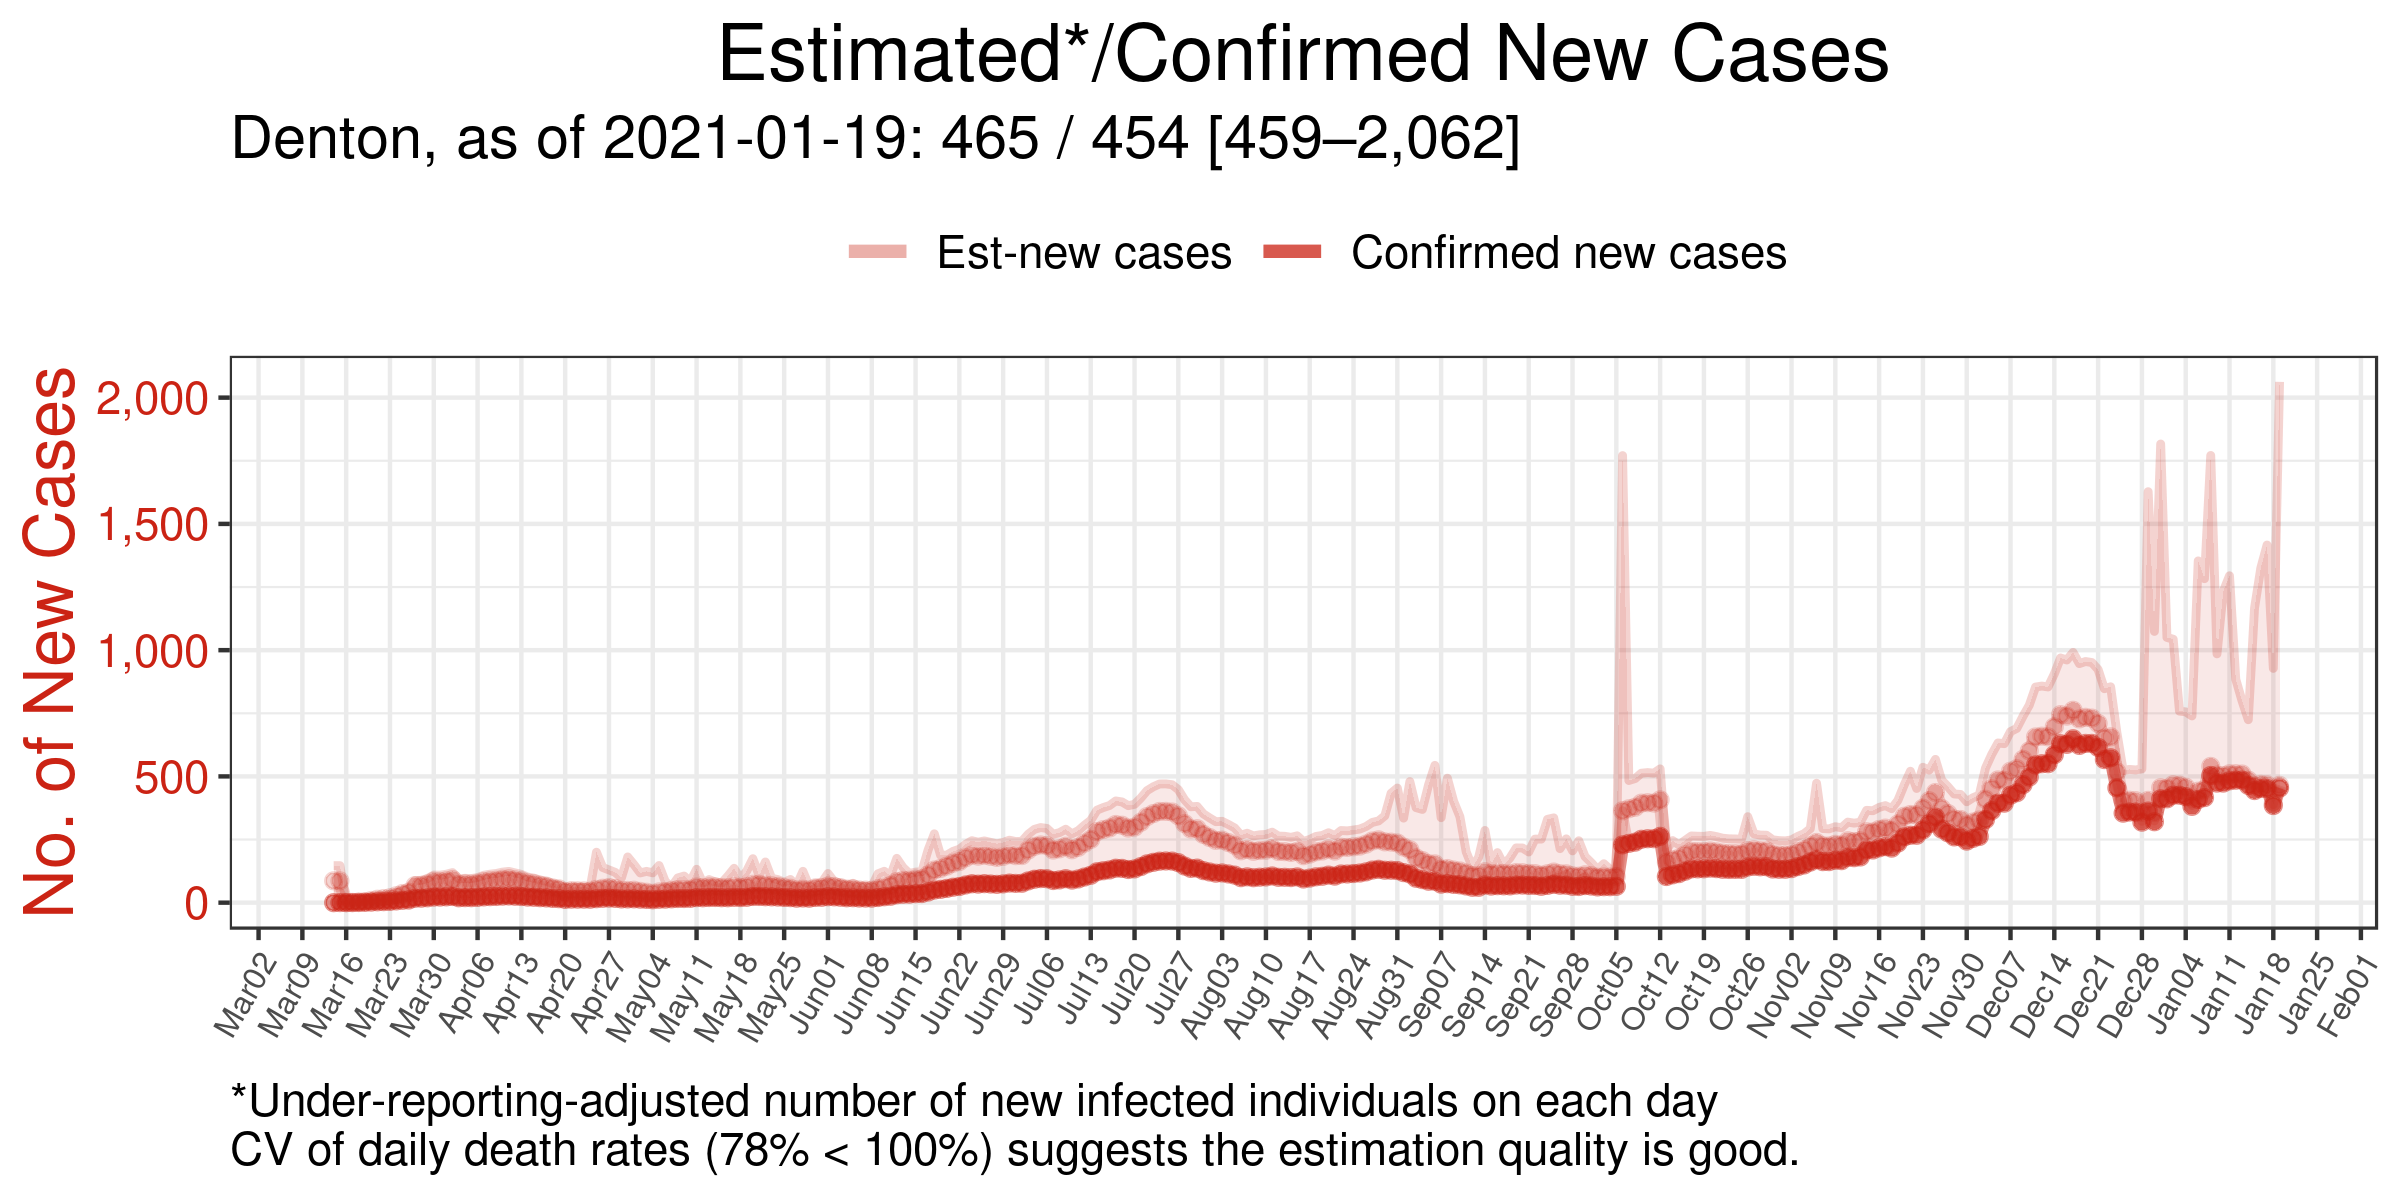 Estimated*/Confirmed New Cases
Denton, as of 2021-01-19: 465 / 454 [459–2,062]
Est-new cases
Confirmed new cases
No. of New Cases
2,000
1,500
1,000
500
0
Mar02
Mar09
Mar16
Mar23
Mar30
Apr06
Apr13
Apr20
Apr27
May04
May11
May18
May25
Jun01
Jun08
Jun15
Jun22
Jun29
Jul06
Jul13
Jul20
Jul27
Aug03
Aug10
Aug17
Aug24
Aug31
Sep07
Sep14
Sep21
Sep28
Oct05
Oct12
Oct19
Oct26
Nov02
Nov09
Nov16
Nov23
Nov30
Dec07
Dec14
Dec21
Dec28
Jan04
Jan11
Jan18
Jan25
Feb01
*Under-reporting-adjusted number of new infected individuals on each day
CV of daily death rates (78% < 100%) suggests the estimation quality is good.